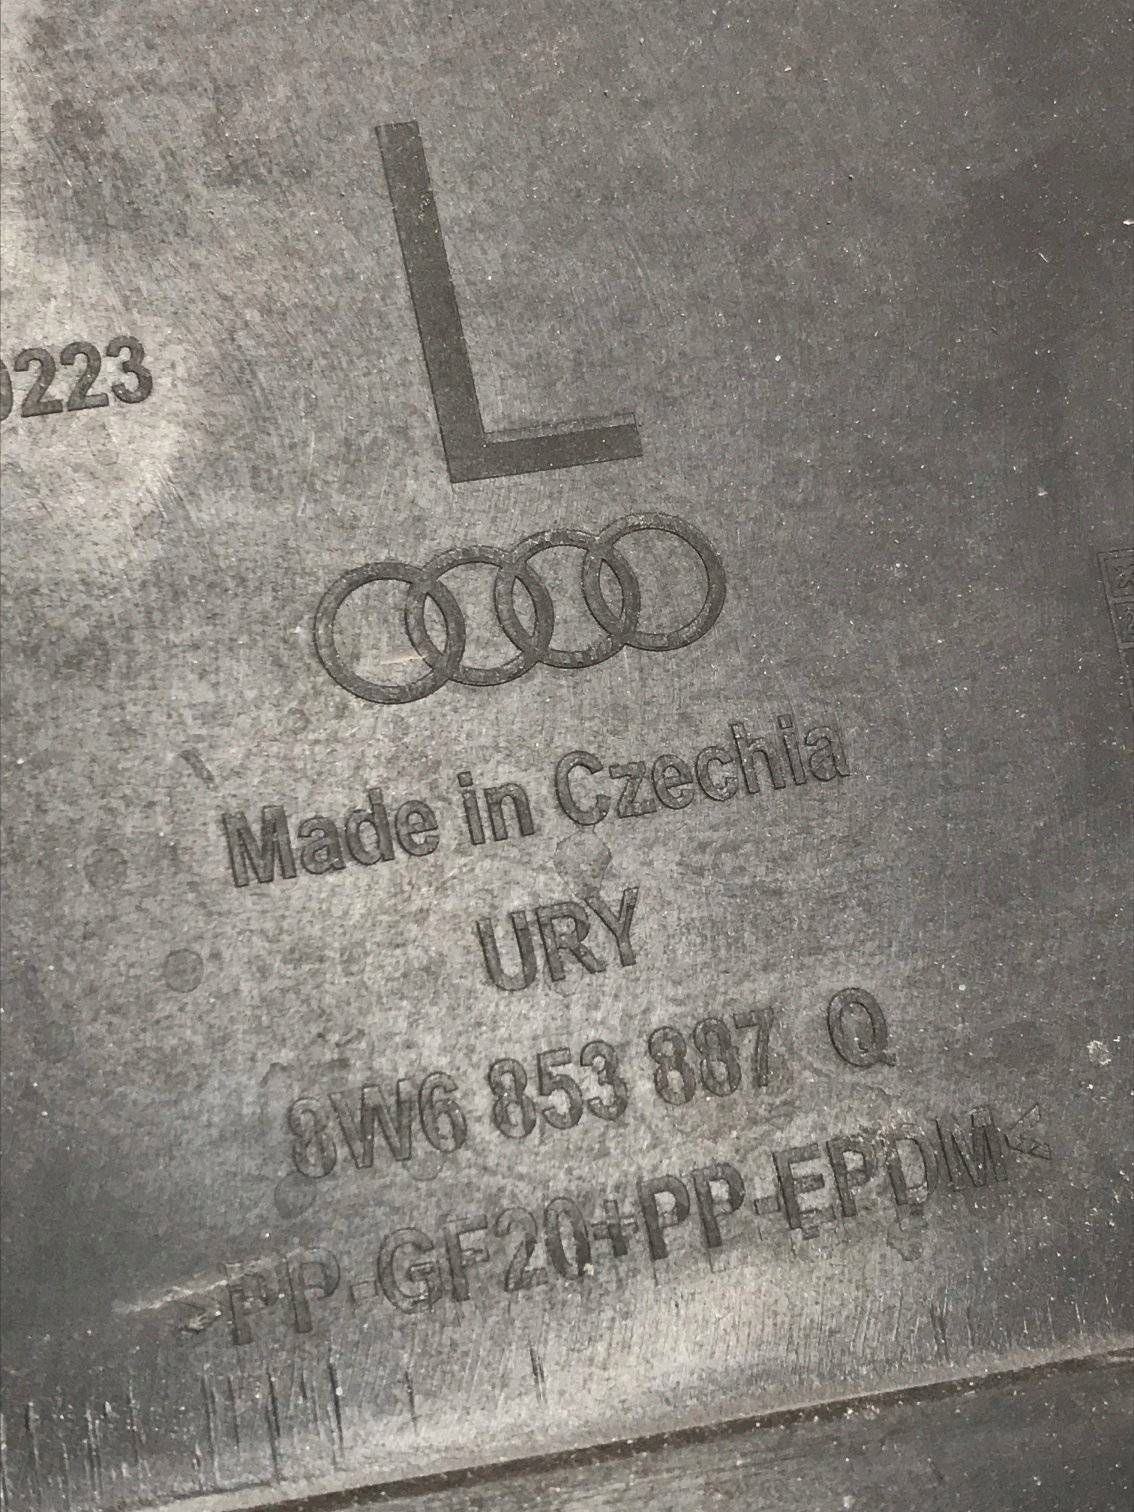 L
0223
Made in Czechia
URY
8W6 853 887 Q
>PP-GF20+PP-EPDM<